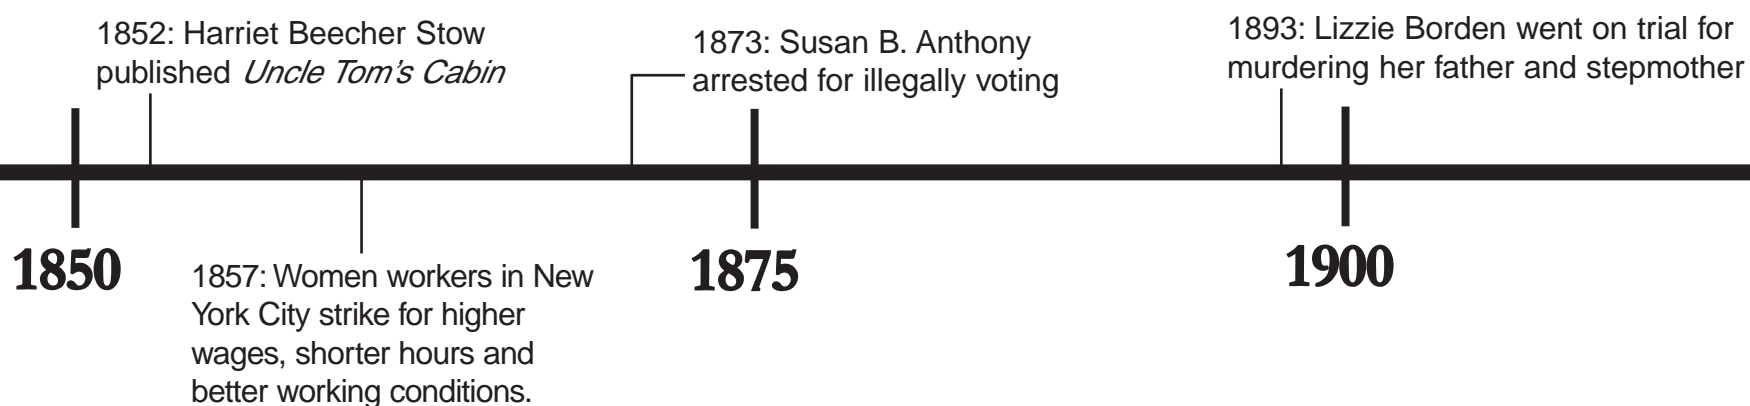 1852: Harriet Beecher Stow
published Uncle Tom's Cabin
1873: Susan B. Anthony
arrested for illegally voting
1893: Lizzie Borden went on trial for
murdering her father and stepmother
1850
1875
1900
1857: Women workers in New
York City strike for higher
wages, shorter hours and
better working conditions.